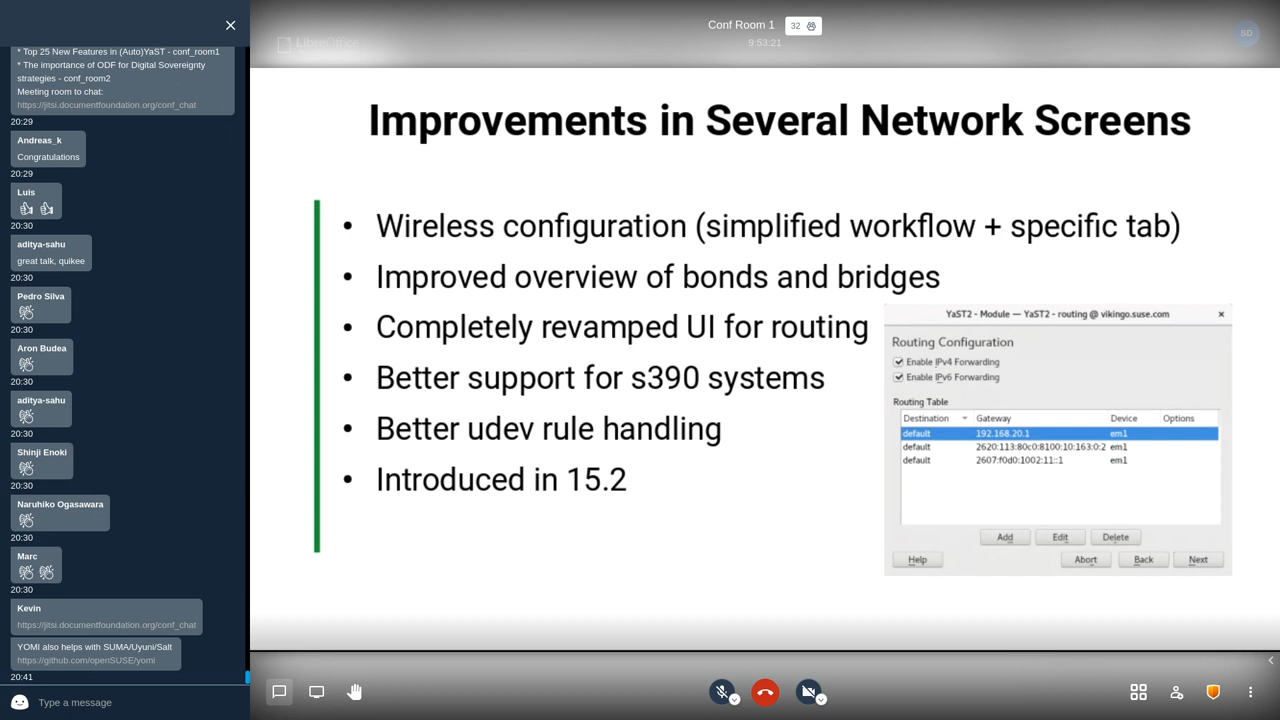 * Top 25 New Features in (Auto)YaST - conf_room1
* The importance of ODF for Digital Sovereignty
strategies - conf_room2
Meeting room to chat:
https://jitsi.documentfoundation.org/conf_chat
20:29
Andreas_k
Congratulations
20:29
Luis
20:30
aditya-sahu
great talk, quikee
20:30
Pedro Silva
20:30
Aron Budea
20:30
aditya-sahu
20:30
Shinji Enoki
20:30
Naruhiko Ogasawara
20:30
Marc
20:30
Kevin
https://jitsi.documentfoundation.org/conf_chat
YOMI also helps with SUMA/Uyuni/Salt
https://github.com/openSUSE/yomi
20:41
Type a message
Conf Room 1
32
9:53:21
LibreOffice
SD
Improvements in Several Network Screens
• Wireless configuration (simplified workflow + specific tab)
• Improved overview of bonds and bridges
• Completely revamped UI for routing
• Better support for s390 systems
• Better udev rule handling
• Introduced in 15.2
YaST2 - Module — YaST2 - routing @ vikingo.suse.com
Routing Configuration
Enable IPv4 Forwarding
Enable IPv6 Forwarding
Routing Table
Destination Gateway Device Options
default 192.168.20.1 em1
default 2620:113:80c0:8100:10:163:0:2 em1
default 2607:f0d0:1002:11::1 em1
Add Edit Delete
Help Abort Back Next